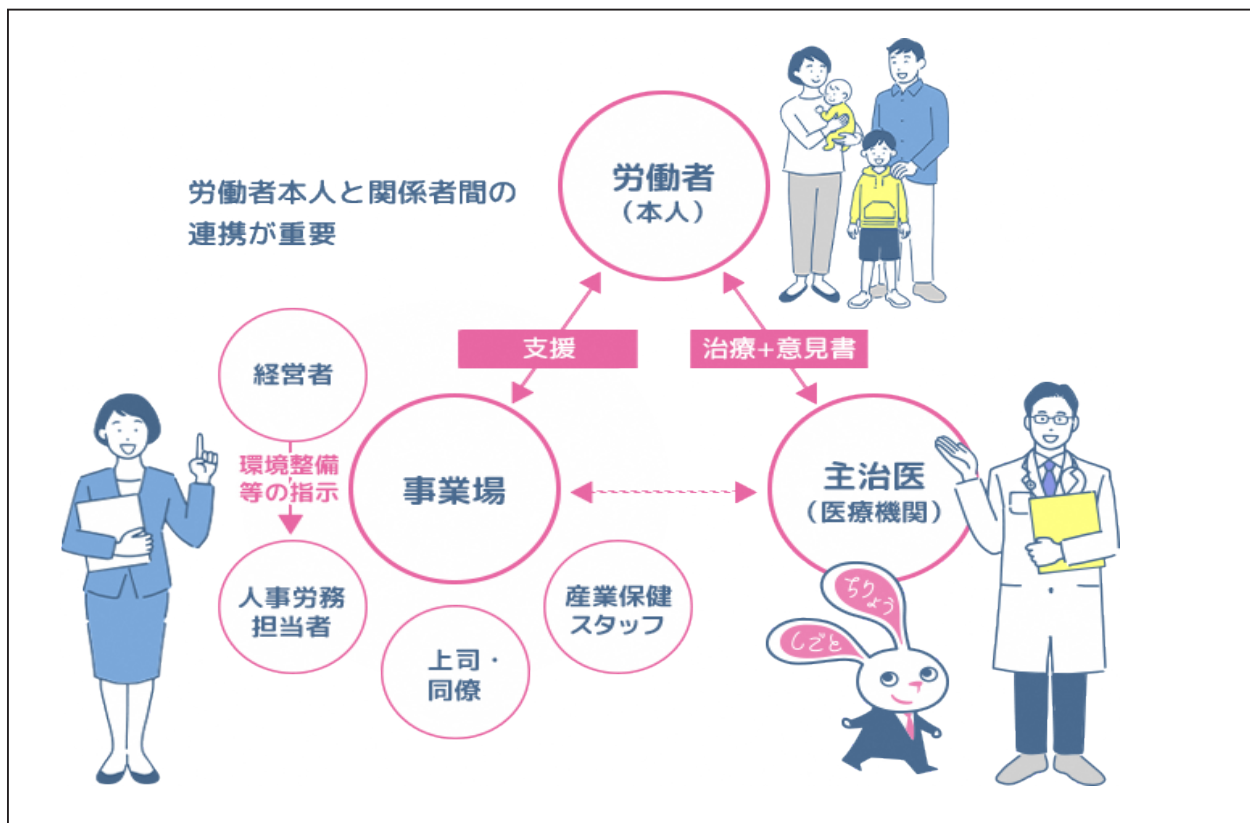 労働者本人と関係者間の
連携が重要
労働者
（本人）
支援
治療+意見書
経営者
環境整備
等の指示
事業場
主治医
（医療機関）
人事労務
担当者
上司・
同僚
産業保健
スタッフ
ちりょう
しごと